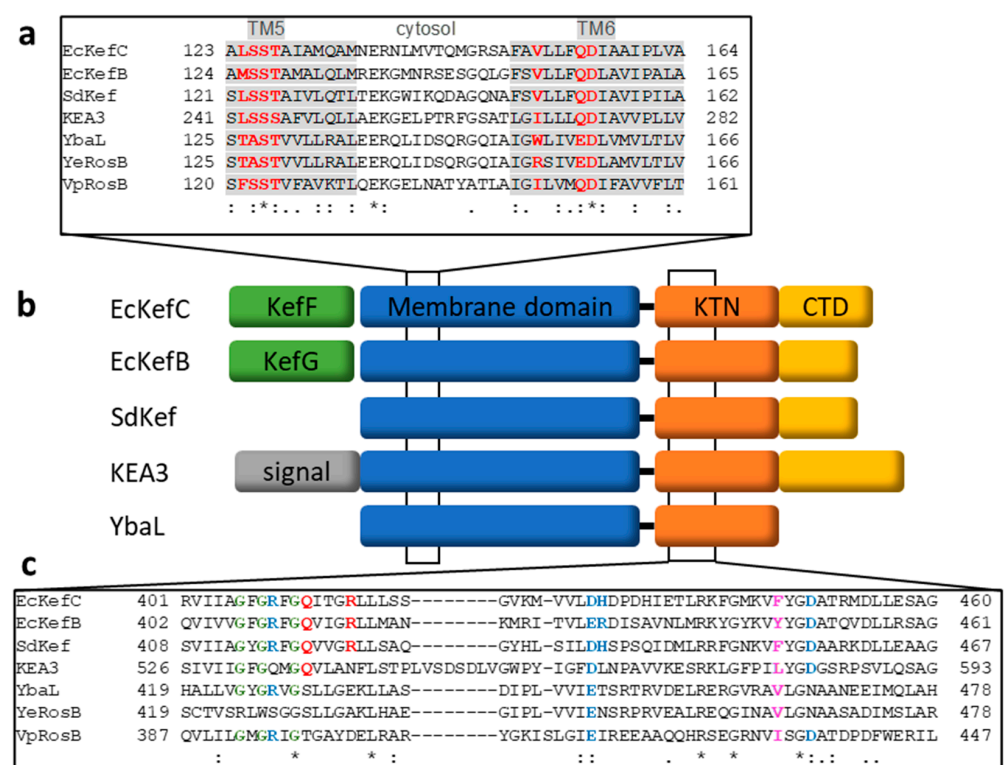 a
TM5 cytosol TM6
EcKefC 123 ALSSTAIAMQAMNERNLMVTQMGRSAFAVLLFQDIAAIPLVA 164
EcKefB 124 AMSSTAMALQLMREKGMNRSESGQLGFSVLLFQDLAVIPALA 165
SdKef 121 SLSSTAIVLQTLTEKGWIKQDAGQNAFSVLLFQDIAVIPILA 162
KEA3 241 SLSSSAFVLQLLAEKGELPTRFGSATLGILLLQDIAVVPLLV 282
YbaL 125 STASTVVLLRALEERQLIDSQRGQIAIGWLIVEDLVMVLTLV 166
YeRosB 125 STASTVVLLRALEERQLIDSQRGQIAIGRSIVEDLAMVLTLV 166
VpRosB 120 SFSSTVFAVKTLQEKGELNATYATLAIGILVMQDIFAVVFLT 161
: :*:.. :: : *: . :. :.:*: : :.
b
EcKefC KefF Membrane domain KTN CTD
EcKefB KefG
SdKef
KEA3 signal
YbaL
c
EcKefC 401 RVIIAGFGRFGQITGRLLLSS--------GVKM-VVLDHDPDHIETLRKFGMKVFYGDATRMDLLESAG 460
EcKefB 402 QVIVVGFGRFGQVIGRLLMAN--------KMRI-TVLERDISAVNLMRKYGYKVYYGDATQVDLLRSAG 461
SdKef 408 SVIIAGFGRFGQVVGRLLSAQ--------GYHL-SILDHSPSQIDMLRRFGNKVFYGDAARKDLLEAAG 467
KEA3 526 SIVIIGFGQMGQVLANFLSTPLVSDSDLVGWPY-IGFDLNPAVVKESRKLGFPILYGDGSRPSVLQSAG 593
YbaL 419 HALLVGYGRVGSLLGEKLLAS--------DIPL-VVIETSRTRVDELRERGVRAVLGNAANEEIMQLAH 478
YeRosB 419 SCTVSRLWSGGSLLGAKLHAE--------GIPL-VVIENSRPRVEALREQGINAVLGNAASADIMSLAR 478
VpRosB 387 QVLILGMGRIGTGAYDELRAR--------YGKISLGIEIREEAAQQHRSEGRNVISGDATDPDFWERIL 447
: * * : :: . * * *:.: ..